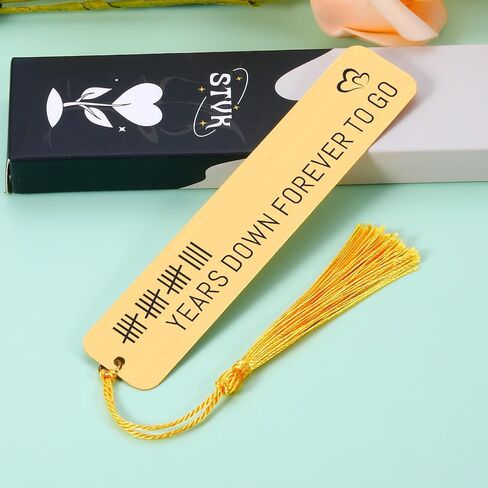 STVK
YEARS DOWN FOREVER TO GO